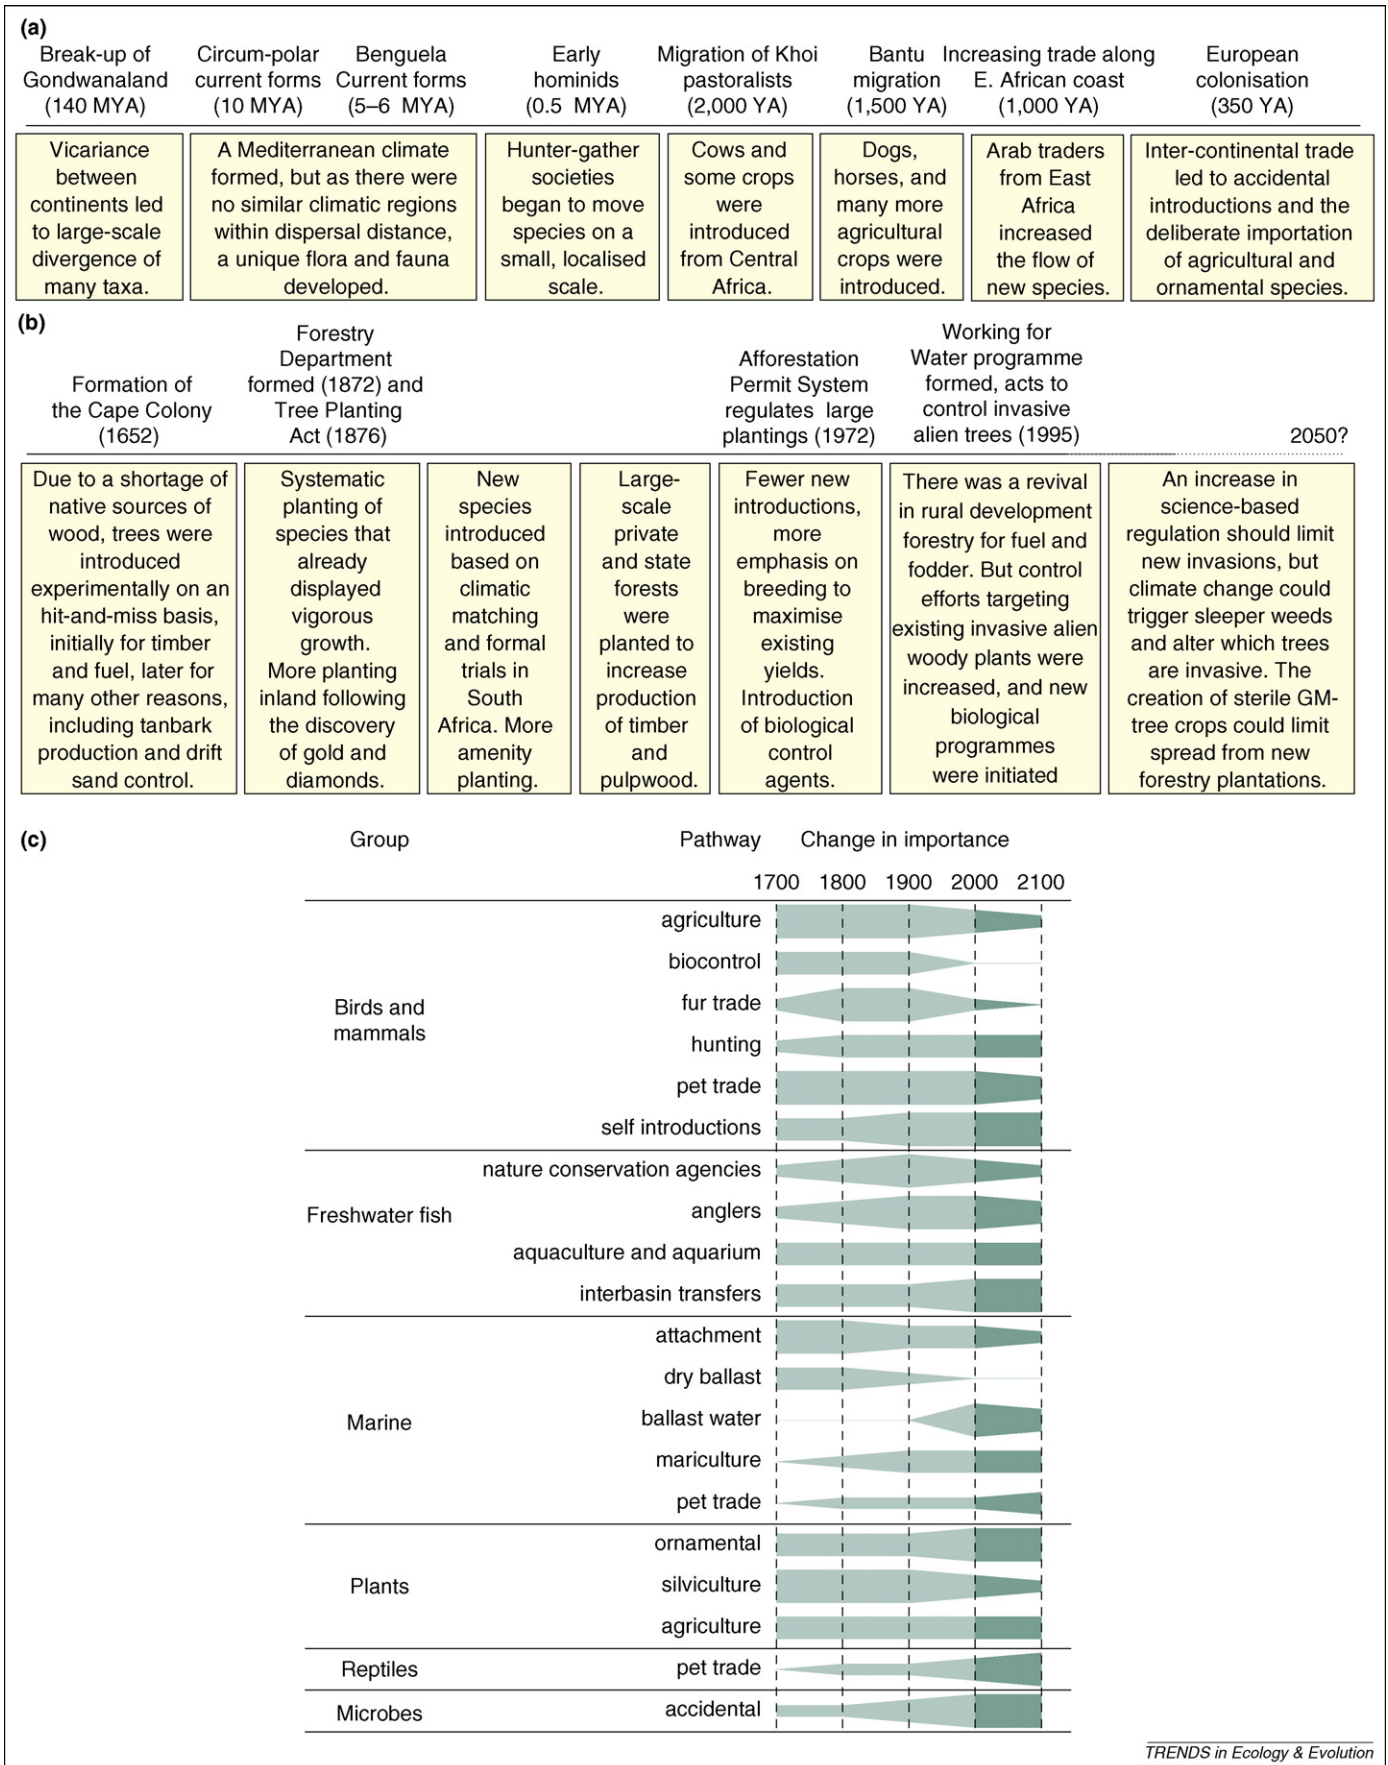 (a)
Break-up of
Gondwanaland
(140 MYA)
Circum-polar
current forms
(10 MYA)
Benguela
Current forms
(5–6 MYA)
Early
hominids
(0.5 MYA)
Migration of Khoi
pastoralists
(2,000 YA)
Bantu
migration
(1,500 YA)
Increasing trade along
E. African coast
(1,000 YA)
European
colonisation
(350 YA)
Vicariance
between
continents led
to large-scale
divergence of
many taxa.
A Mediterranean climate
formed, but as there were
no similar climatic regions
within dispersal distance,
a unique flora and fauna
developed.
Hunter-gather
societies
began to move
species on a
small, localised
scale.
Cows and
some crops
were
introduced
from Central
Africa.
Dogs,
horses, and
many more
agricultural
crops were
introduced.
Arab traders
from East
Africa
increased
the flow of
new species.
Inter-continental trade
led to accidental
introductions and the
deliberate importation
of agricultural and
ornamental species.
(b)
Formation of
the Cape Colony
(1652)
Forestry
Department
formed (1872) and
Tree Planting
Act (1876)
Afforestation
Permit System
regulates large
plantings (1972)
Working for
Water programme
formed, acts to
control invasive
alien trees (1995)
2050?
Due to a shortage of
native sources of
wood, trees were
introduced
experimentally on an
hit-and-miss basis,
initially for timber
and fuel, later for
many other reasons,
including tanbark
production and drift
sand control.
Systematic
planting of
species that
already
displayed
vigorous
growth.
More planting
inland following
the discovery
of gold and
diamonds.
New
species
introduced
based on
climatic
matching
and formal
trials in
South
Africa. More
amenity
planting.
Large-
scale
private
and state
forests
were
planted to
increase
production
of timber
and
pulpwood.
Fewer new
introductions,
more
emphasis on
breeding to
maximise
existing
yields.
Introduction
of biological
control
agents.
There was a revival
in rural development
forestry for fuel and
fodder. But control
efforts targeting
existing invasive alien
woody plants were
increased, and new
biological
programmes
were initiated
An increase in
science-based
regulation should limit
new invasions, but
climate change could
trigger sleeper weeds
and alter which trees
are invasive. The
creation of sterile GM-
tree crops could limit
spread from new
forestry plantations.
(c)
Group Pathway Change in importance
1700 1800 1900 2000 2100
Birds and
mammals
agriculture
biocontrol
fur trade
hunting
pet trade
self introductions
Freshwater fish
nature conservation agencies
anglers
aquaculture and aquarium
interbasin transfers
Marine
attachment
dry ballast
ballast water
mariculture
pet trade
Plants
ornamental
silviculture
agriculture
Reptiles
pet trade
Microbes
accidental
TRENDS in Ecology & Evolution